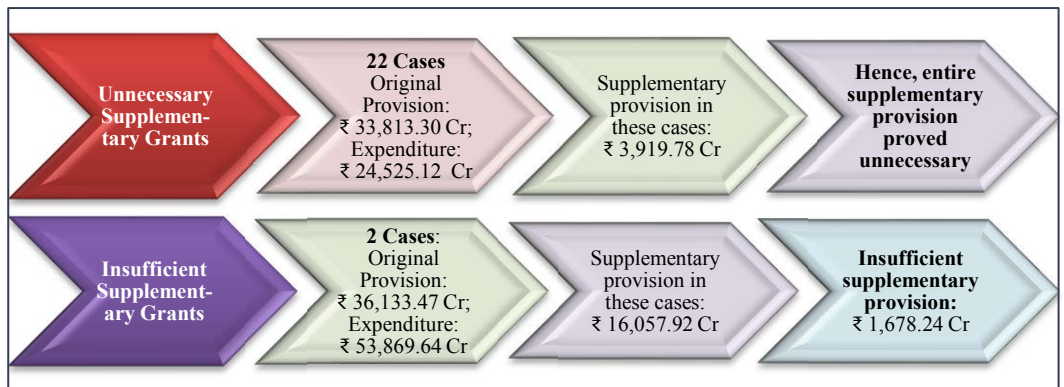 Unnecessary
Supplemen-
tary Grants
22 Cases
Original
Provision:
₹ 33,813.30 Cr;
Expenditure:
₹ 24,525.12 Cr
Supplementary
provision in
these cases:
₹ 3,919.78 Cr
Hence, entire
supplementary
provision
proved
unnecessary
Insufficient
Supplement-
ary Grants
2 Cases:
Original
Provision:
₹ 36,133.47 Cr;
Expenditure:
₹ 53,869.64 Cr
Supplementary
provision in
these cases:
₹ 16,057.92 Cr
Insufficient
supplementary
provision:
₹ 1,678.24 Cr